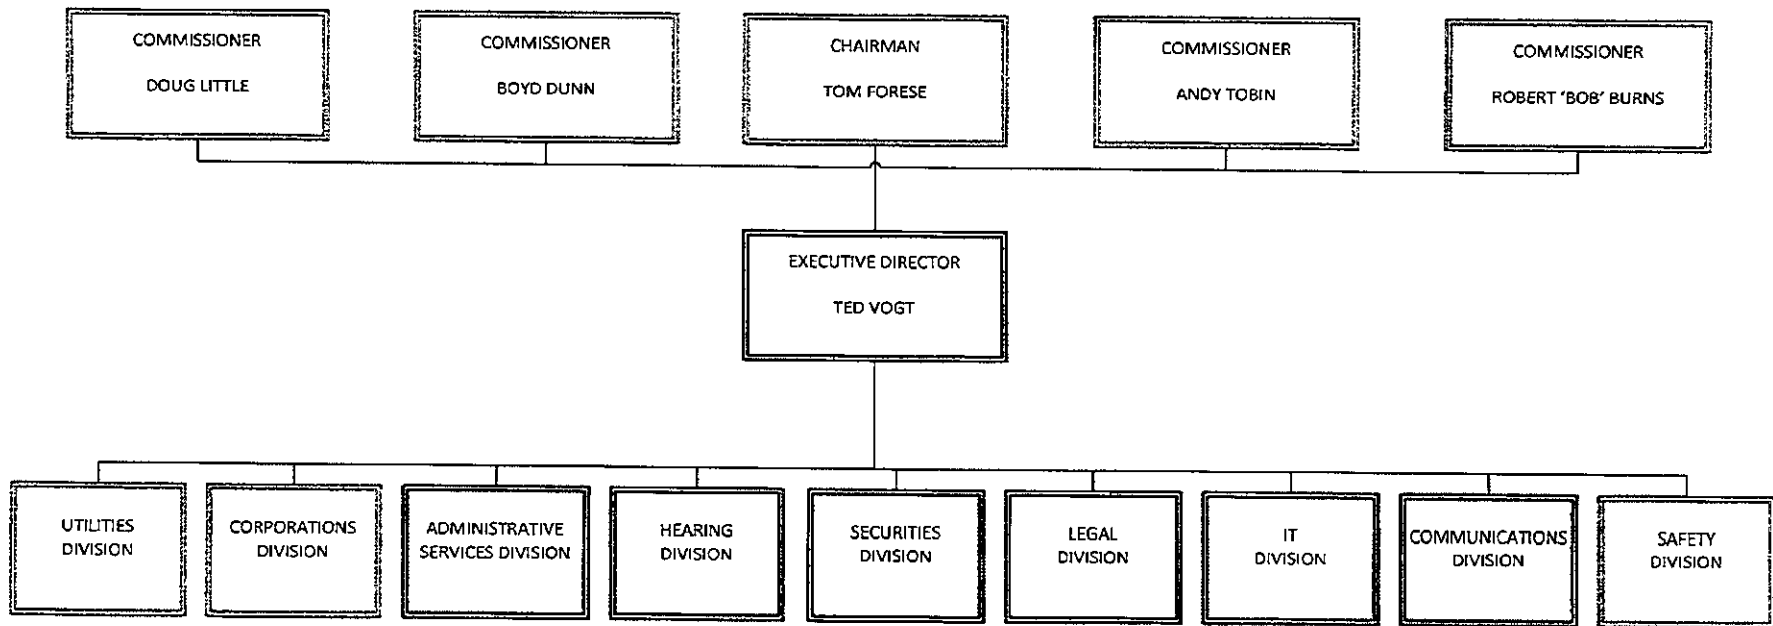 COMMISSIONER
DOUG LITTLE
COMMISSIONER
BOYD DUNN
CHAIRMAN
TOM FORESE
COMMISSIONER
ANDY TOBIN
COMMISSIONER
ROBERT 'BOB' BURNS
EXECUTIVE DIRECTOR
TED VOGT
UTILITIES
DIVISION
CORPORATIONS
DIVISION
ADMINISTRATIVE
SERVICES DIVISION
HEARING
DIVISION
SECURITIES
DIVISION
LEGAL
DIVISION
IT
DIVISION
COMMUNICATIONS
DIVISION
SAFETY
DIVISION